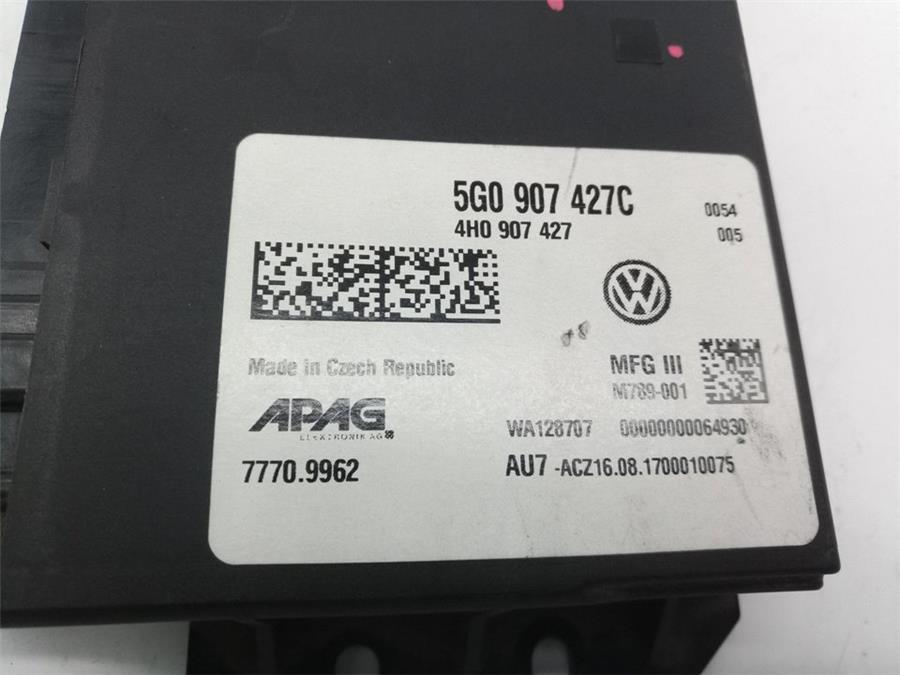 5G0 907 427C
0054
4H0 907 427
005
Made in Czech Republic
MFG III
M789-001
APAG
ELEKTRONIK AG
WA128707 00000000064930
7770.9962
AU7 -ACZ16.08.1700010075